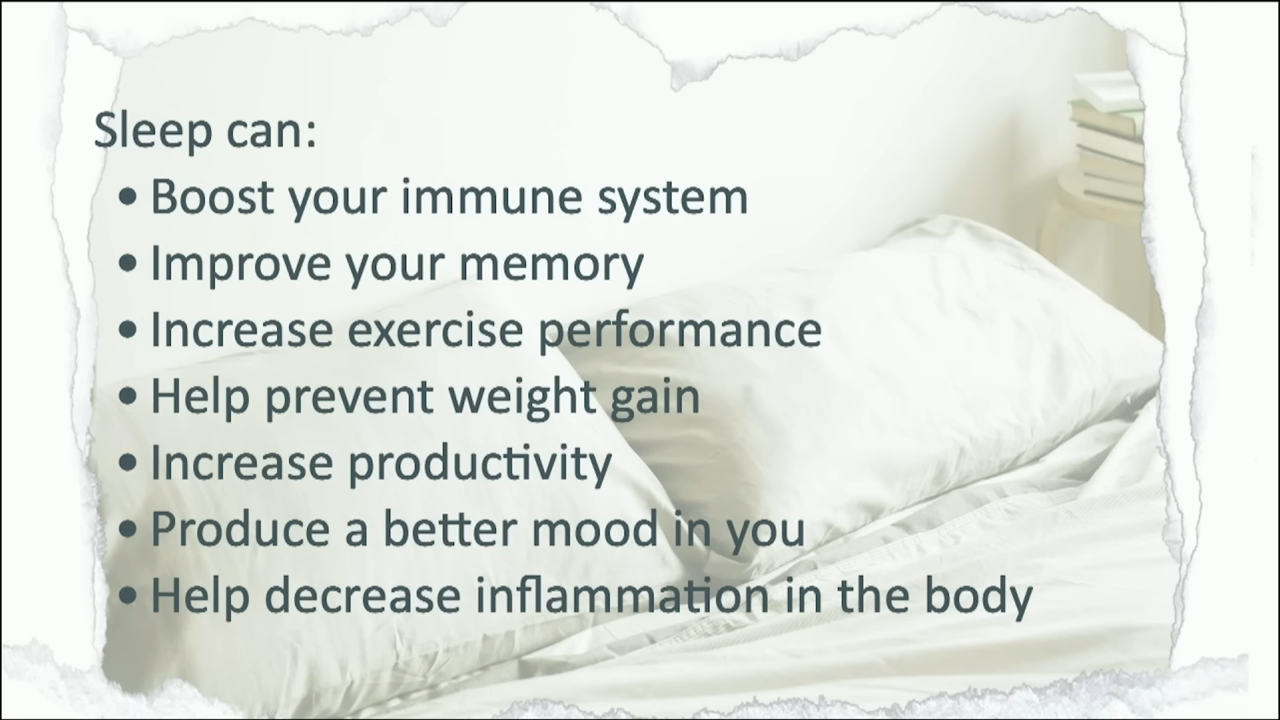 Sleep can:
• Boost your immune system
• Improve your memory
• Increase exercise performance
• Help prevent weight gain
• Increase productivity
• Produce a better mood in you
• Help decrease inflammation in the body